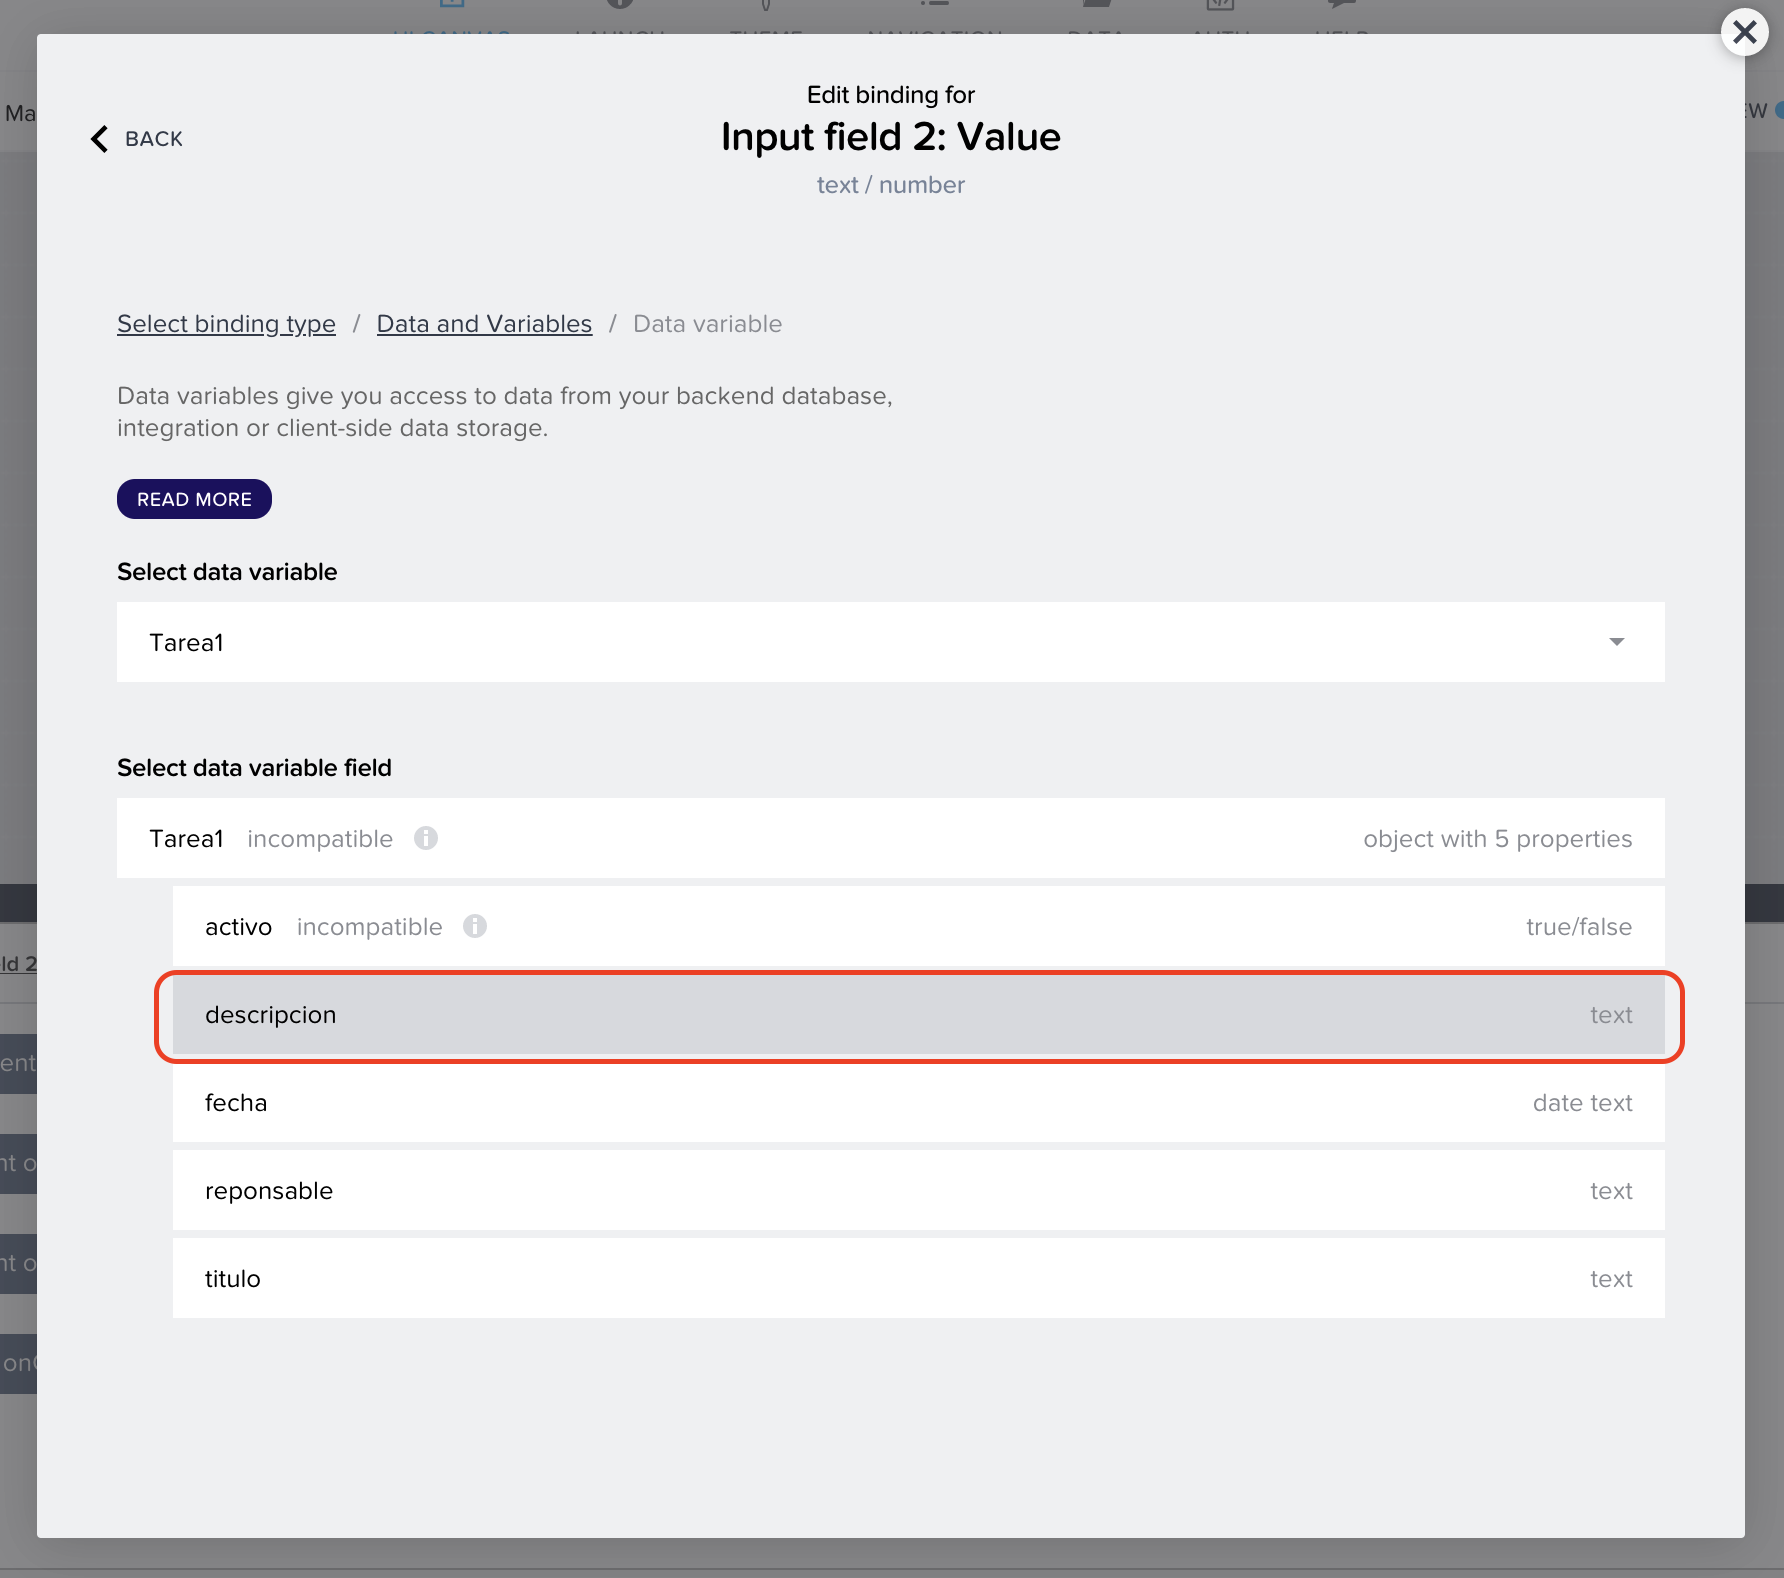 Edit binding for
BACK
Input field 2: Value
text / number
Select binding type / Data and Variables / Data variable
Data variables give you access to data from your backend database,
integration or client-side data storage.
READ MORE
Select data variable
Tarea1
Select data variable field
Tarea1 incompatible object with 5 properties
activo incompatible true/false
descripcion text
fecha date text
reponsable text
titulo text